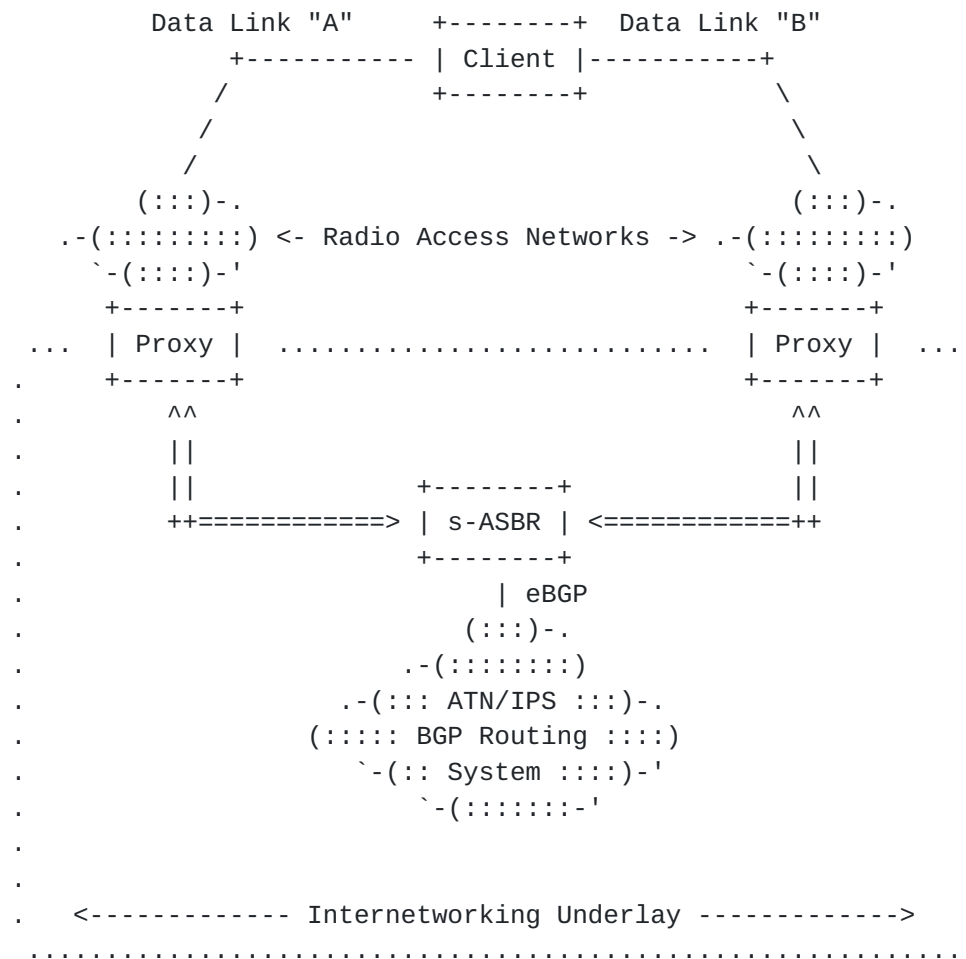 Data Link "A"      +--------+  Data Link "B"
+----------- | Client |-----------+
/              +--------+             \
/                                       \
/                                         \
(:::)-.                                    (:::)-.
.-(:::::::::) <- Radio Access Networks -> .-(:::::::::)
`-(::::)-'                                 `-(::::)-'
+-------+                                  +-------+
...  | Proxy |  ............................  | Proxy |  ...
.     +-------+                                 +-------+
.         ^^                                       ^^
.         ||                                       ||
.         ||              +--------+               ||
.         ++============> | s-ASBR | <============++
.                         +--------+
.                              | eBGP
.                            (:::)-.
.                        .-(::::::::)
.                    .-(::: ATN/IPS :::)-.
.                  (::::: BGP Routing ::::)
.                     `-(:: System ::::)-'
.                         `-(:::::::-'
.
.
.   <------------- Internetworking Underlay ------------->
.............................................................